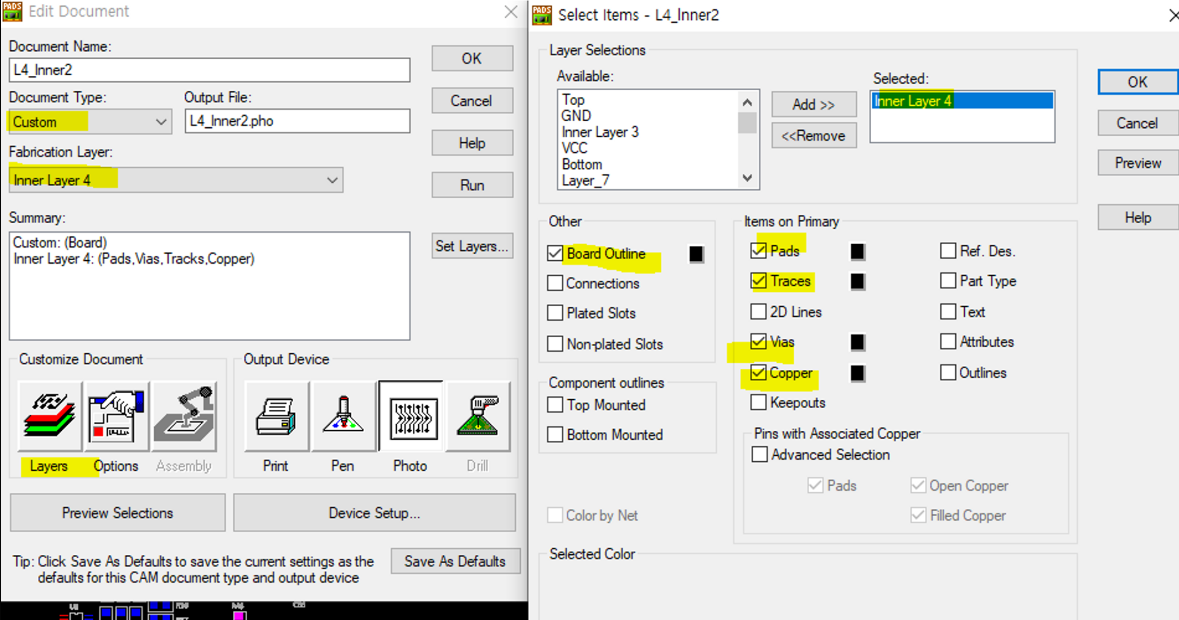 PADS
Edit Document
Document Name:
L4_Inner2
Document Type:
Output File:
Custom
L4_Inner2.pho
Fabrication Layer:
Inner Layer 4
Summary:
Custom: (Board)
Inner Layer 4: (Pads,Vias,Tracks,Copper)
OK
Cancel
Help
Run
Set Layers...
Customize Document
Layers
Options
Assembly
Output Device
Print
Pen
Photo
Drill
Preview Selections
Device Setup...
Tip: Click Save As Defaults to save the current settings as the
defaults for this CAM document type and output device
Save As Defaults
PADS
Select Items - L4_Inner2
Layer Selections
Available:
Top
GND
Inner Layer 3
VCC
Bottom
Layer_7
Add >>
<<Remove
Selected:
Inner Layer 4
OK
Cancel
Preview
Help
Other
Board Outline
Connections
Plated Slots
Non-plated Slots
Component outlines
Top Mounted
Bottom Mounted
Color by Net
Items on Primary
Pads
Traces
2D Lines
Vias
Copper
Keepouts
Ref. Des.
Part Type
Text
Attributes
Outlines
Pins with Associated Copper
Advanced Selection
Pads
Open Copper
Filled Copper
Selected Color